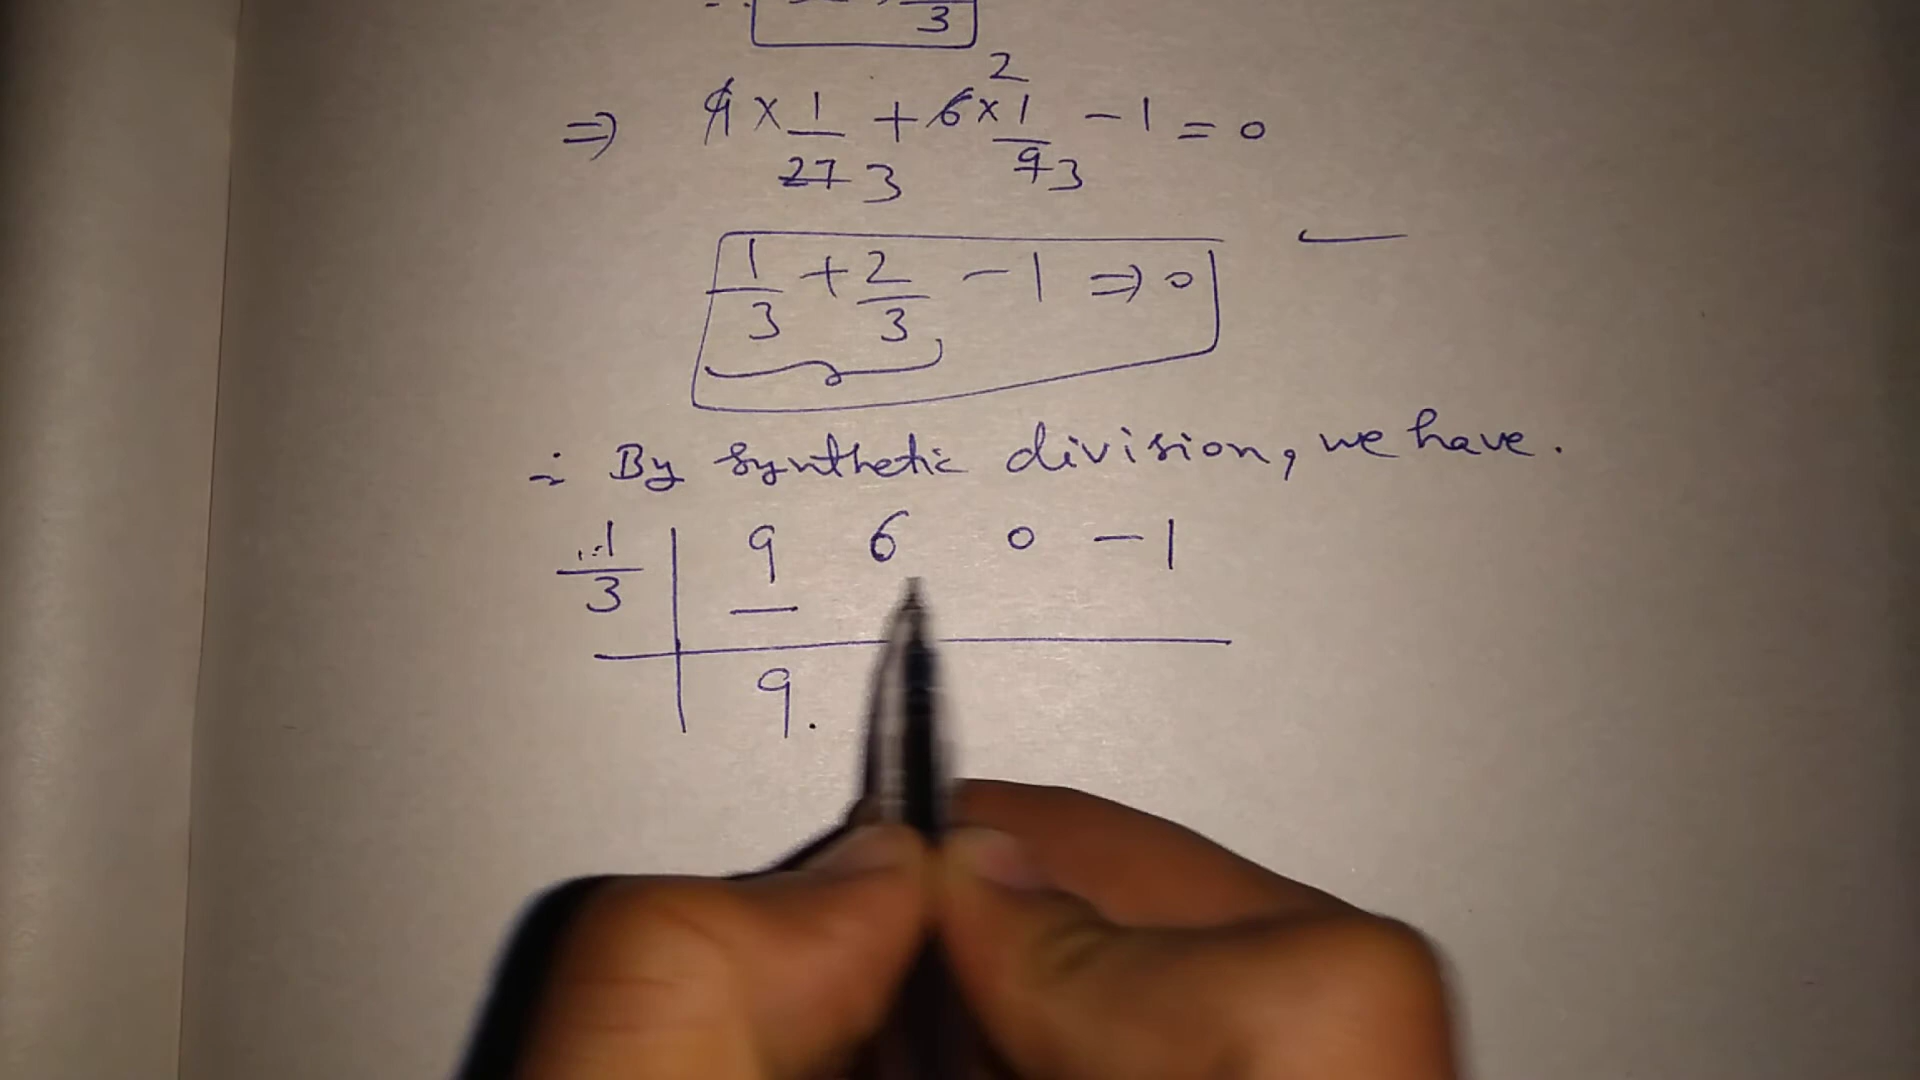 3
2
⇒ 9 × 1/27 3 + 6 × 1/9 3 - 1 = 0
1/3 + 2/3 - 1 ⇒ 0
∴ By synthetic division, we have.
1/3 | 9 6 0 -1
9.